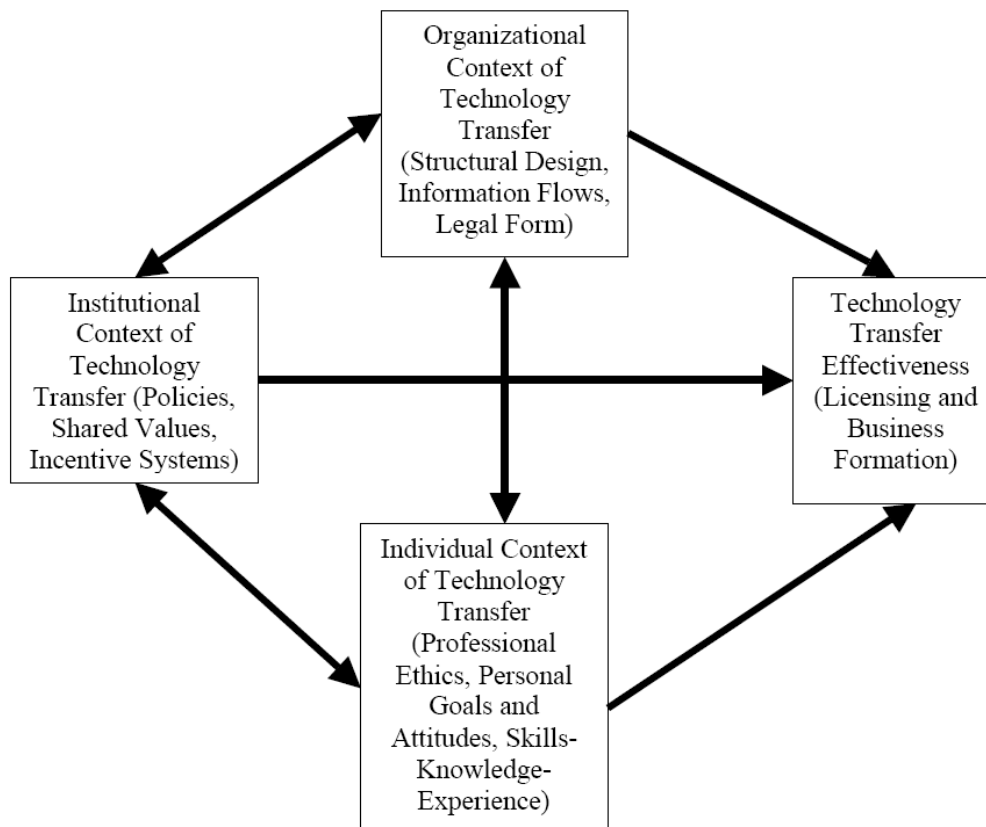 Organizational
Context of
Technology
Transfer
(Structural Design,
Information Flows,
Legal Form)
Institutional
Context of
Technology
Transfer (Policies,
Shared Values,
Incentive Systems)
Technology
Transfer
Effectiveness
(Licensing and
Business
Formation)
Individual Context
of Technology
Transfer
(Professional
Ethics, Personal
Goals and
Attitudes, Skills-
Knowledge-
Experience)